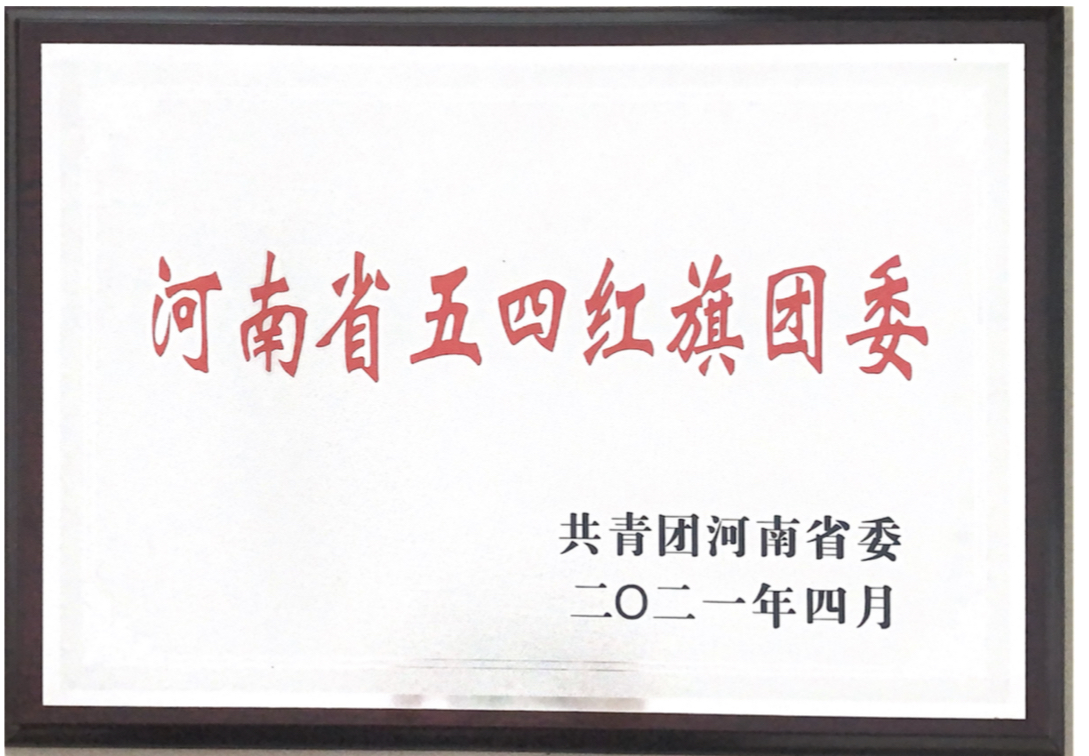 河南省五四红旗团委
共青团河南省委
二〇二一年四月